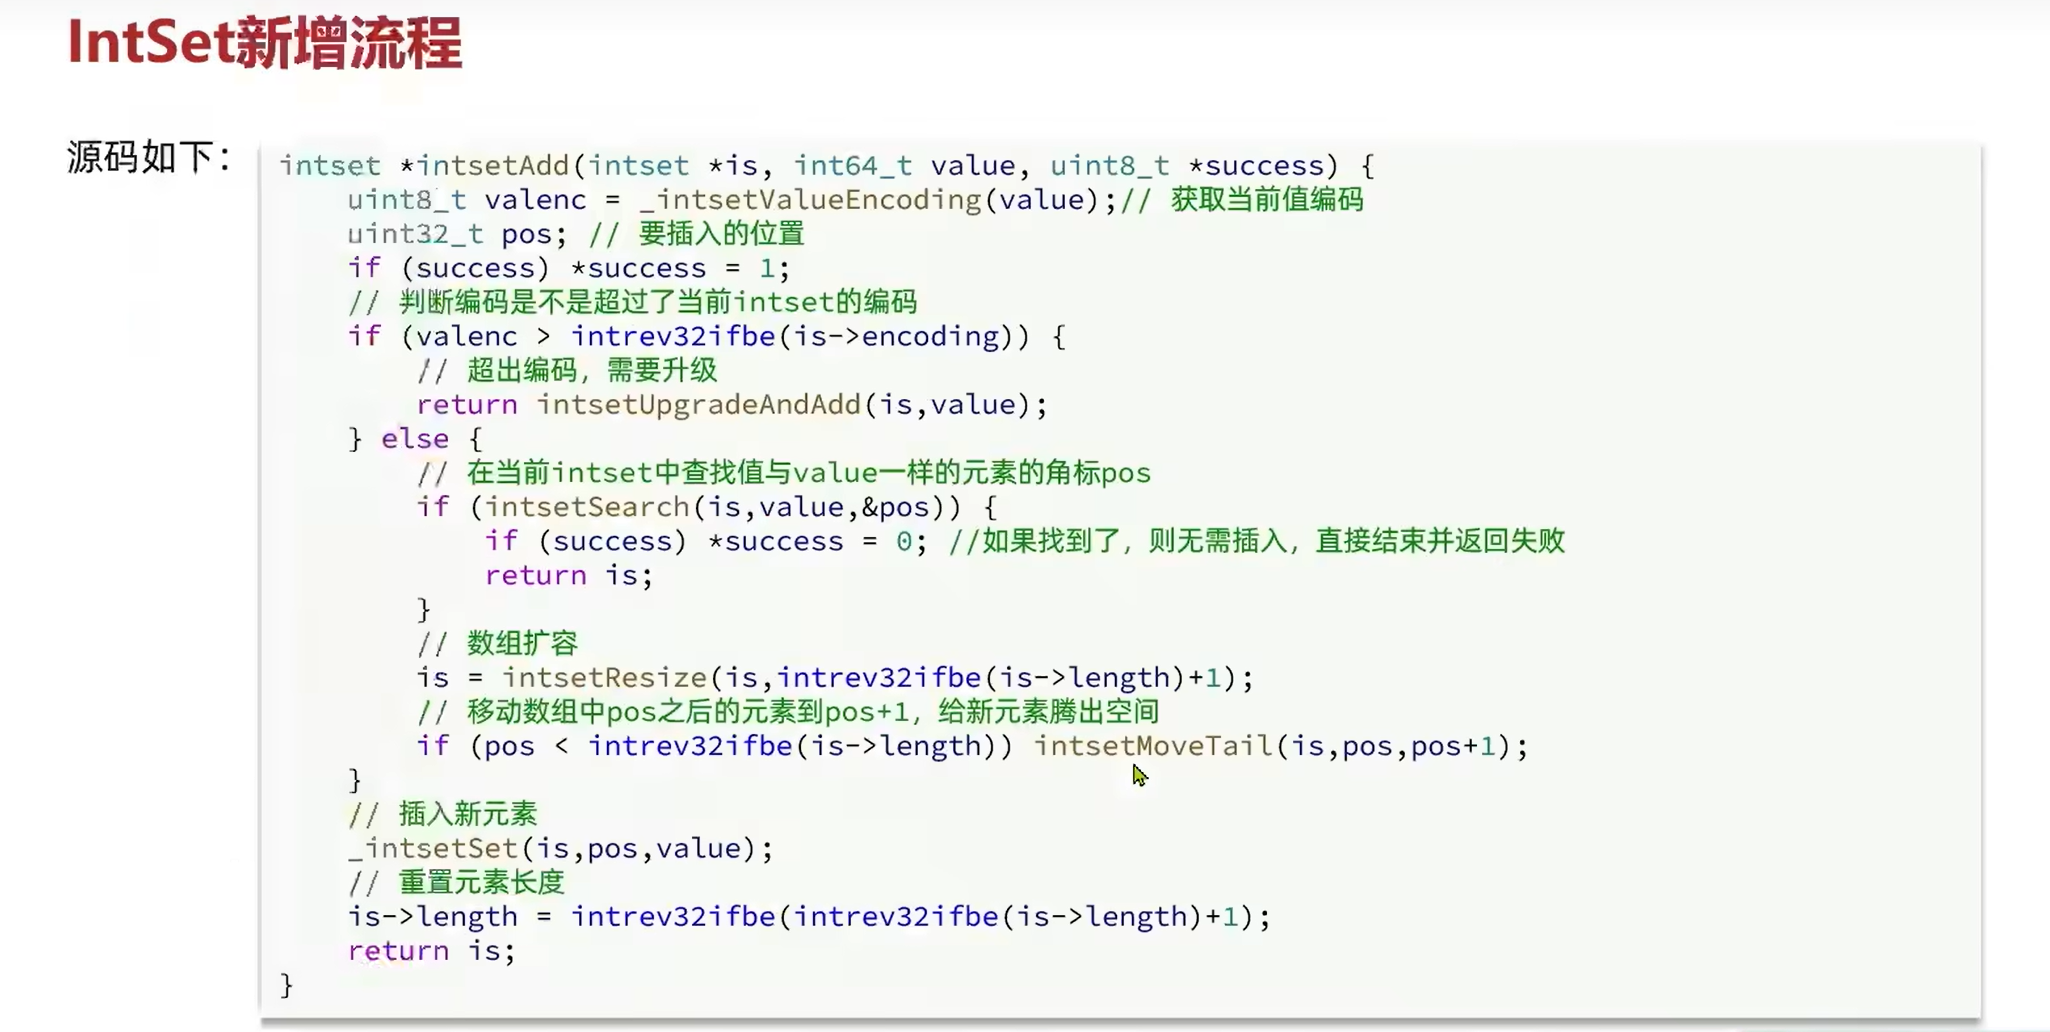 IntSet新增流程
源码如下：
intset *intsetAdd(intset *is, int64_t value, uint8_t *success) {
    uint8_t valenc = _intsetValueEncoding(value);// 获取当前值编码
    uint32_t pos; // 要插入的位置
    if (success) *success = 1;
    // 判断编码是不是超过了当前intset的编码
    if (valenc > intrev32ifbe(is->encoding)) {
        // 超出编码，需要升级
        return intsetUpgradeAndAdd(is,value);
    } else {
        // 在当前intset中查找值与value一样的元素的角标pos
        if (intsetSearch(is,value,&pos)) {
            if (success) *success = 0; //如果找到了，则无需插入，直接结束并返回失败
            return is;
        }
        // 数组扩容
        is = intsetResize(is,intrev32ifbe(is->length)+1);
        // 移动数组中pos之后的元素到pos+1，给新元素腾出空间
        if (pos < intrev32ifbe(is->length)) intsetMoveTail(is,pos,pos+1);
    }
    // 插入新元素
    _intsetSet(is,pos,value);
    // 重置元素长度
    is->length = intrev32ifbe(intrev32ifbe(is->length)+1);
    return is;
}